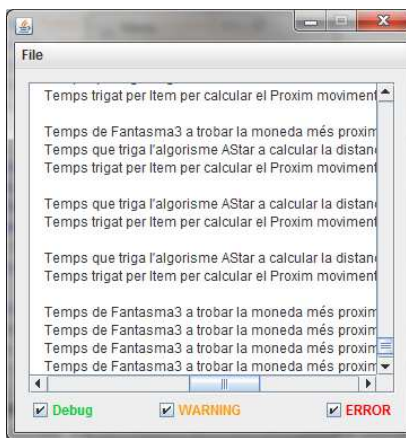 File
Temps trigat per Item per calcular el Proxim moviment
Temps de Fantasma3 a trobar la moneda més proxim
Temps que triga l'algorisme AStar a calcular la distanc
Temps trigat per Item per calcular el Proxim moviment
Temps que triga l'algorisme AStar a calcular la distanc
Temps trigat per Item per calcular el Proxim moviment
Temps que triga l'algorisme AStar a calcular la distanc
Temps trigat per Item per calcular el Proxim moviment
Temps de Fantasma3 a trobar la moneda més proxim
Temps de Fantasma3 a trobar la moneda més proxim
Temps de Fantasma3 a trobar la moneda més proxim
Temps de Fantasma3 a trobar la moneda més proxim
Debug WARNING ERROR